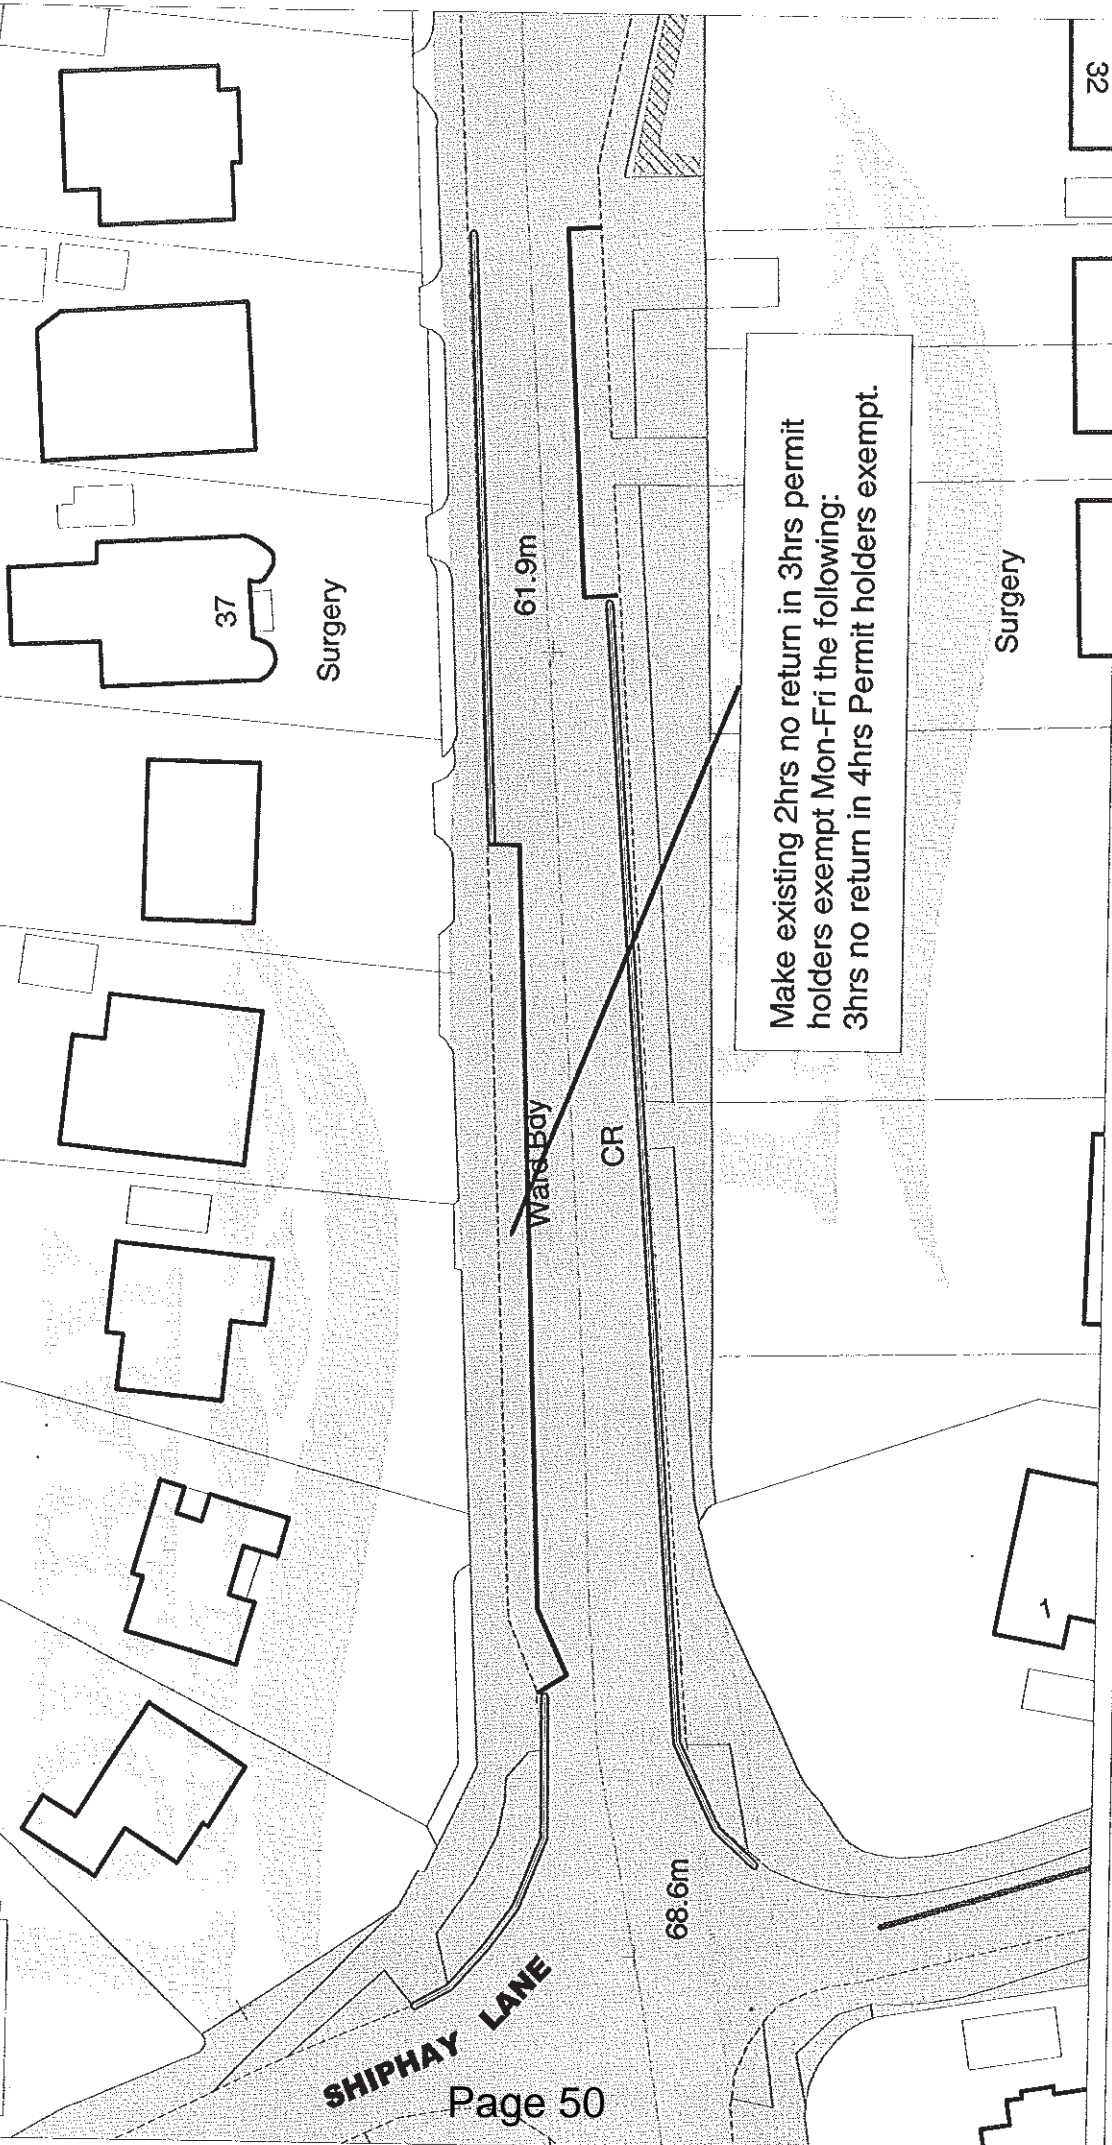 32
37
Surgery
61.9m
Make existing 2hrs no return in 3hrs permit
holders exempt Mon-Fri the following:
3hrs no return in 4hrs Permit holders exempt.
Surgery
Ward Bdy
CR
1
68.6m
SHIPHAY LANE
Page 50